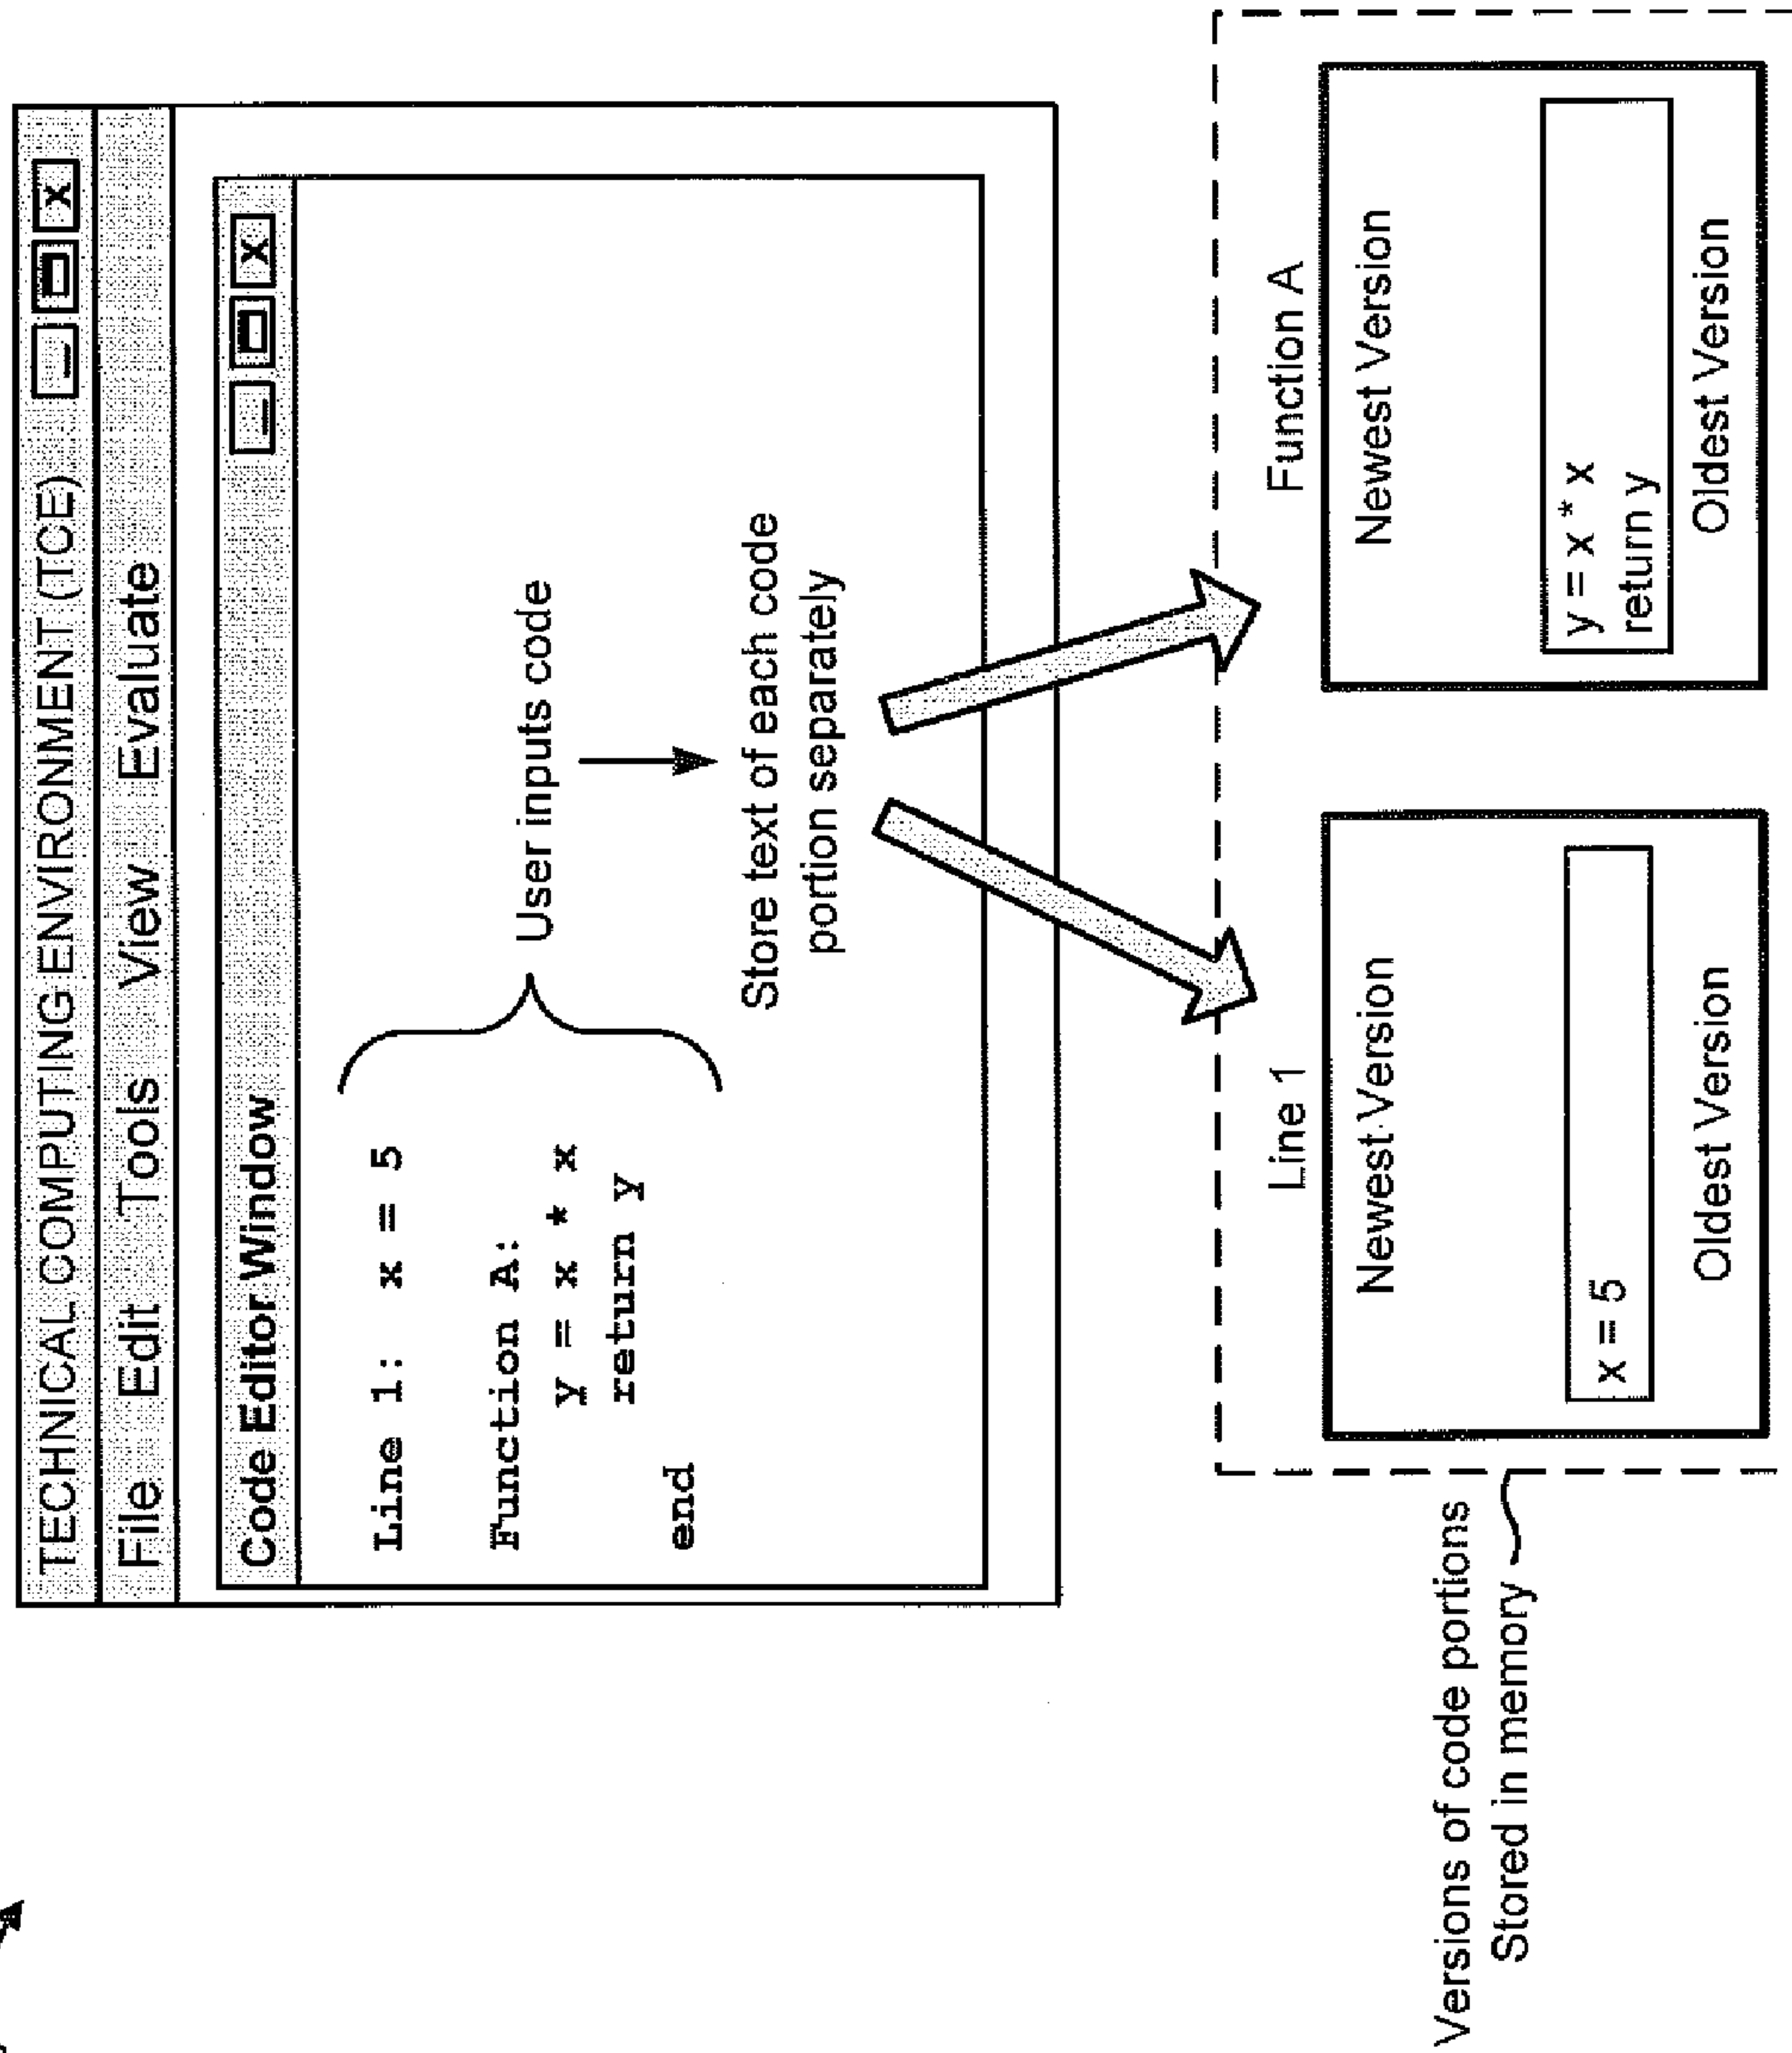 TECHNICAL COMPUTING ENVIRONMENT (TCE)
File Edit Tools View Evaluate
Code Editor Window
Line 1: x = 5
Function A:
y = x * x
return y
end
User inputs code
Store text of each code
portion separately
Versions of code portions
Stored in memory
Line 1
Newest Version
x = 5
Oldest Version
Function A
Newest Version
y = x * x
return y
Oldest Version